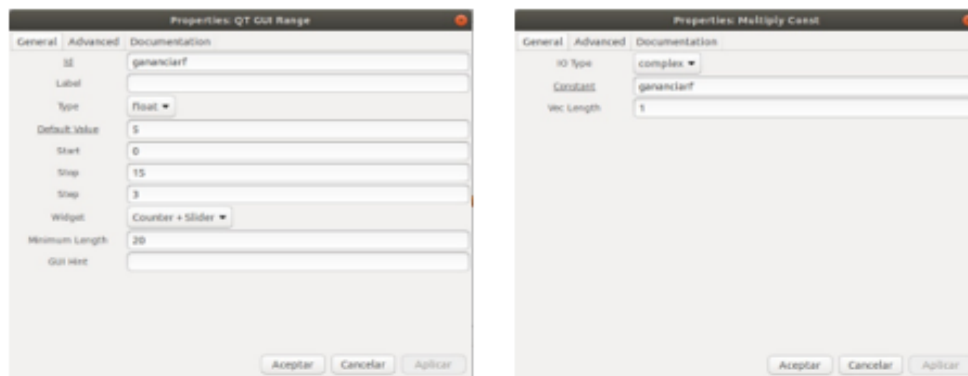 Properties: QT GUI Range
General Advanced Documentation
Id gananciarf
Label
Type float
Default Value 5
Start 0
Stop 15
Step 3
Widget Counter + Slider
Minimum Length 20
GUI Hint
Aceptar Cancelar Aplicar
Properties: Multiply Const
General Advanced Documentation
IO Type complex
Constant gananciarf
Vec Length 1
Aceptar Cancelar Aplicar